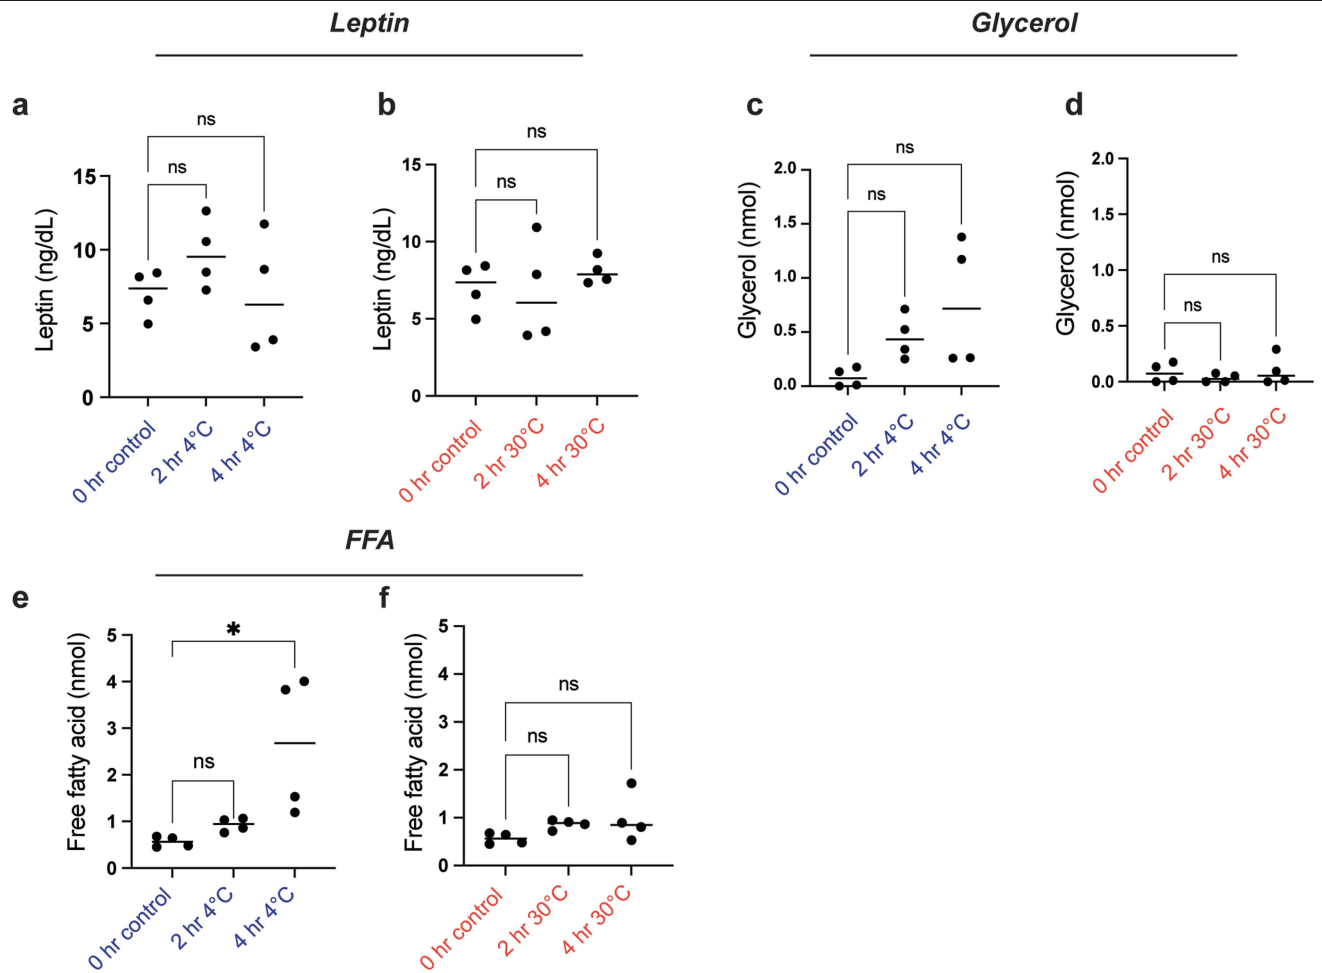 Leptin
Glycerol
a
b
c
d
ns
ns
Leptin (ng/dL)
15
10
5
0
0 hr control
2 hr 4°C
4 hr 4°C
ns
ns
Leptin (ng/dL)
15
10
5
0
0 hr control
2 hr 30°C
4 hr 30°C
ns
ns
Glycerol (nmol)
2.0
1.5
1.0
0.5
0.0
0 hr control
2 hr 4°C
4 hr 4°C
ns
ns
Glycerol (nmol)
2.0
1.5
1.0
0.5
0.0
0 hr control
2 hr 30°C
4 hr 30°C
FFA
e
f
*
ns
Free fatty acid (nmol)
5
4
3
2
1
0
0 hr control
2 hr 4°C
4 hr 4°C
ns
ns
Free fatty acid (nmol)
5
4
3
2
1
0
0 hr control
2 hr 30°C
4 hr 30°C